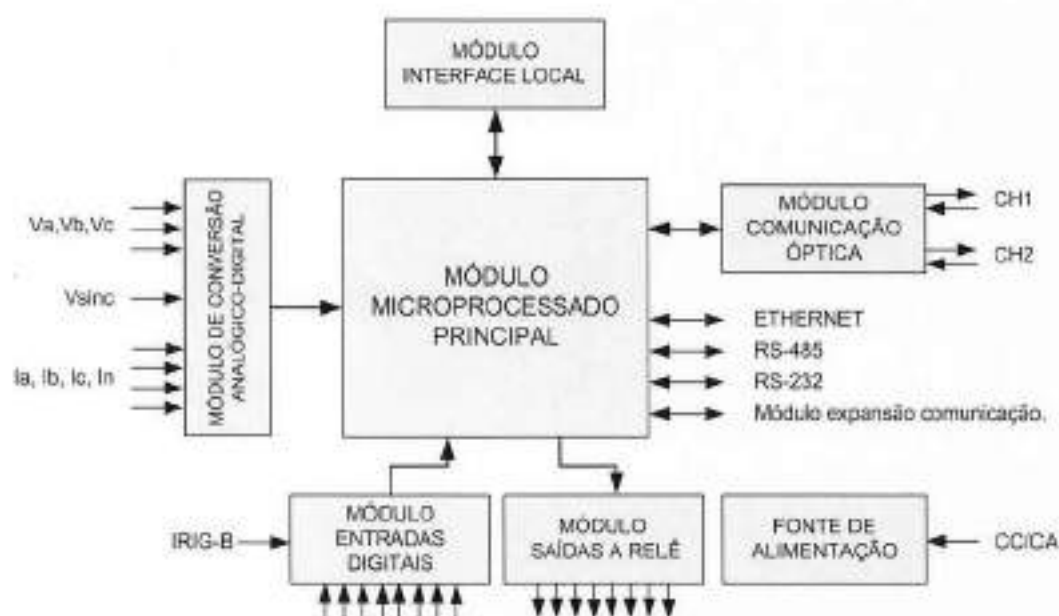 MÓDULO
INTERFACE LOCAL
Va,Vb,Vc
Vsinc
Ia, Ib, Ic, In
MÓDULO DE CONVERSÃO
ANALÓGICO-DIGITAL
MÓDULO
MICROPROCESSADO
PRINCIPAL
MÓDULO
COMUNICAÇÃO
ÓPTICA
CH1
CH2
ETHERNET
RS-485
RS-232
Módulo expansão comunicação.
IRIG-B
MÓDULO
ENTRADAS
DIGITAIS
MÓDULO
SAÍDAS A RELÊ
FONTE DE
ALIMENTAÇÃO
CC/CA